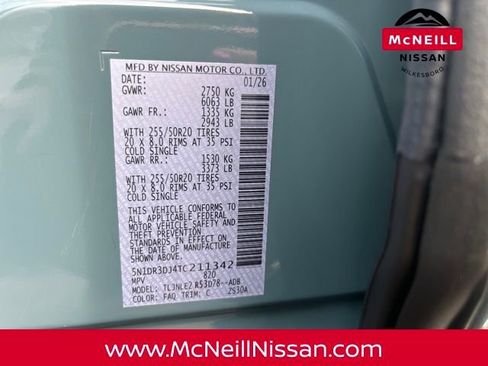 McNEILL
NISSAN
WILKESBORO
MFD BY NISSAN MOTOR CO., LTD.
DATE: 01/26
GVWR: 2750 KG
6063 LB
GAWR FR.: 1335 KG
2943 LB
WITH 255/50R20 TIRES
20 X 8.0 RIMS AT 35 PSI
COLD SINGLE
GAWR RR.: 1530 KG
3373 LB
WITH 255/50R20 TIRES
20 X 8.0 RIMS AT 35 PSI
COLD SINGLE
THIS VEHICLE CONFORMS TO
ALL APPLICABLE FEDERAL
MOTOR VEHICLE SAFETY AND
THEFT PREVENTION
STANDARDS IN EFFECT ON
THE DATE OF MANUFACTURE
SHOWN ABOVE.
5N1DR3DJ4TC211342
MPV 820
MODEL: TL3NLE2 R53D78--ADB
COLOR: FAQ TRIM: C ZS30A
www.McNeillNissan.com